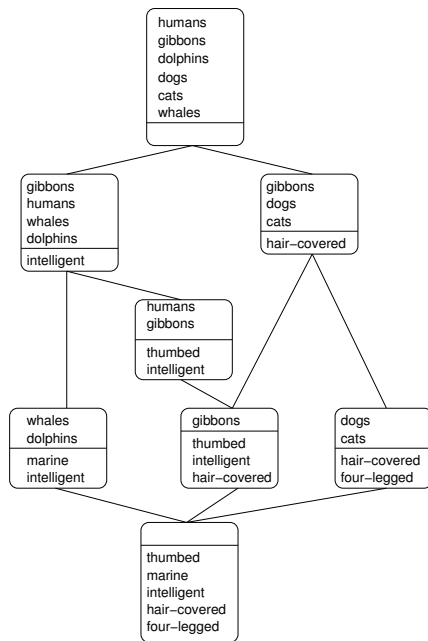 humans
gibbons
dolphins
dogs
cats
whales
gibbons
humans
whales
dolphins
intelligent
gibbons
dogs
cats
hair−covered
humans
gibbons
thumbed
intelligent
whales
dolphins
marine
intelligent
gibbons
thumbed
intelligent
hair−covered
dogs
cats
hair−covered
four−legged
thumbed
marine
intelligent
hair−covered
four−legged